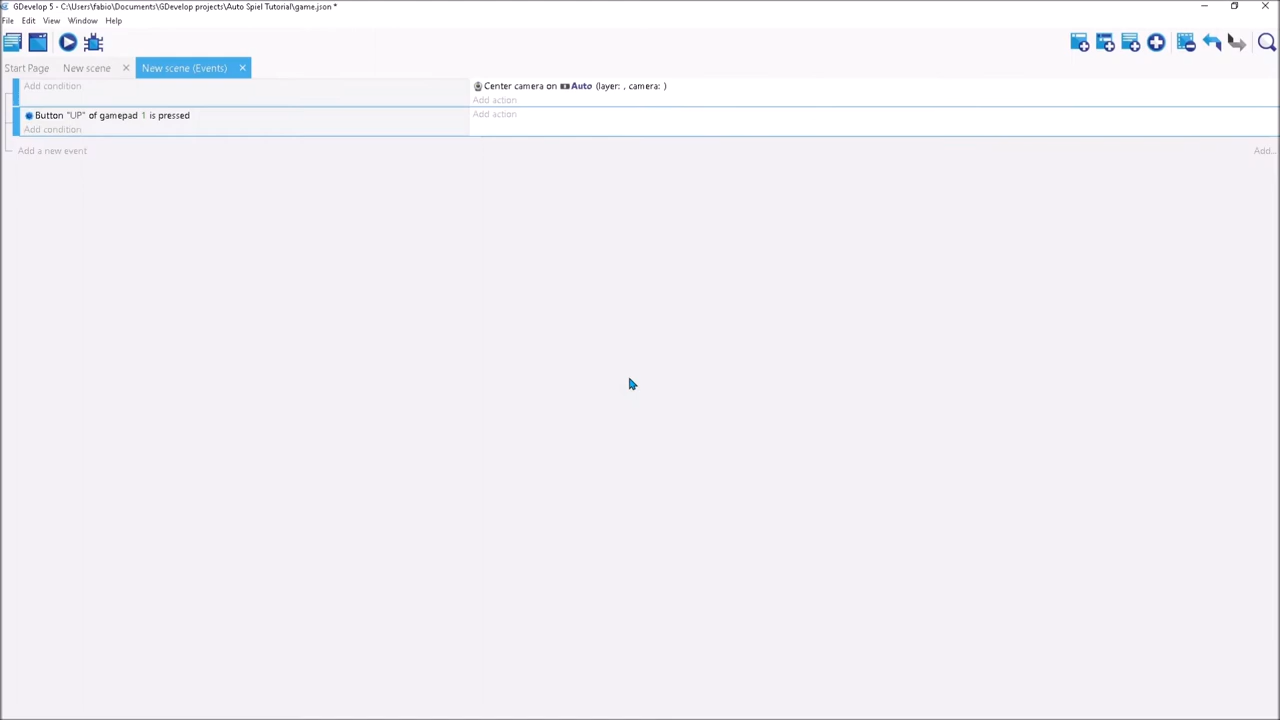 GDevelop 5 - C:\Users\fabio\Documents\GDevelop projects\Auto Spiel Tutorial\game.json *
File Edit View Window Help
Start Page New scene New scene (Events)
Add condition
Center camera on Auto (layer: , camera: )
Add action
Button "UP" of gamepad 1 is pressed
Add action
Add condition
Add a new event
Add...